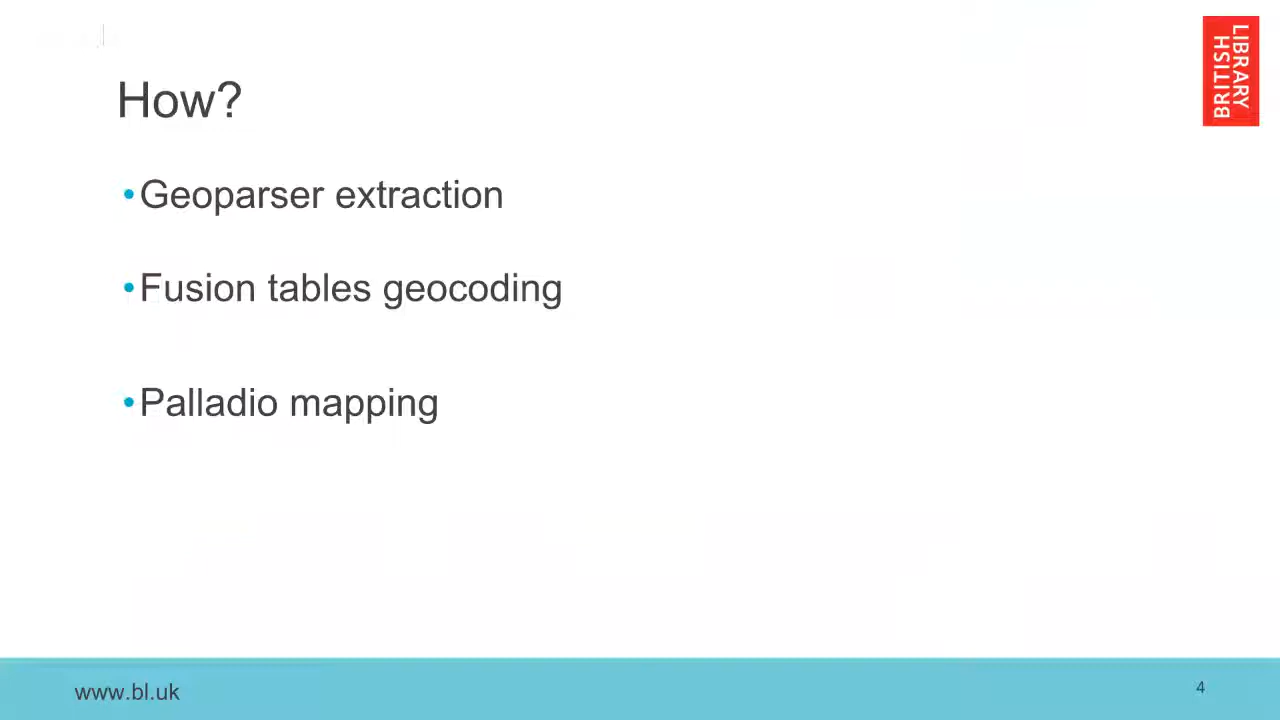 How?
•Geoparser extraction
•Fusion tables geocoding
•Palladio mapping
BRITISH
LIBRARY
www.bl.uk
4